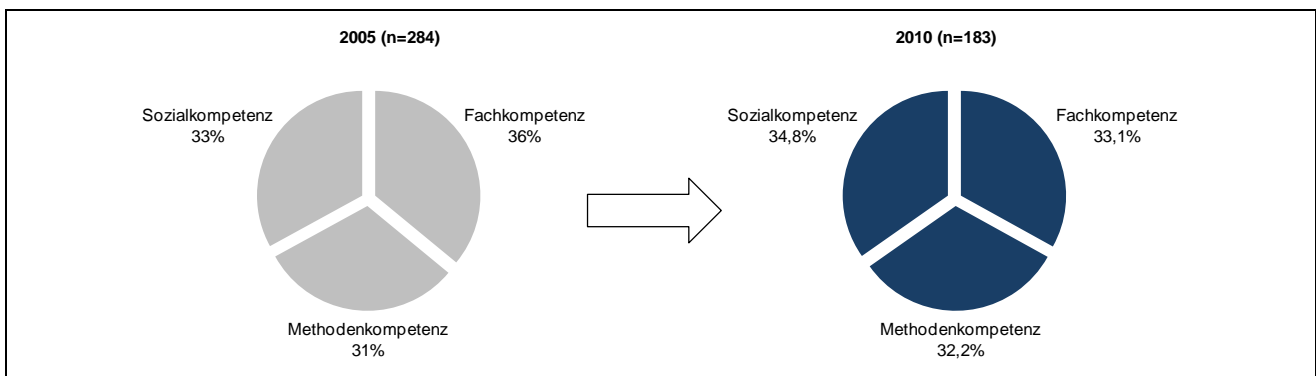 2005 (n=284)
Sozialkompetenz
33%
Fachkompetenz
36%
Methodenkompetenz
31%
2010 (n=183)
Sozialkompetenz
34,8%
Fachkompetenz
33,1%
Methodenkompetenz
32,2%